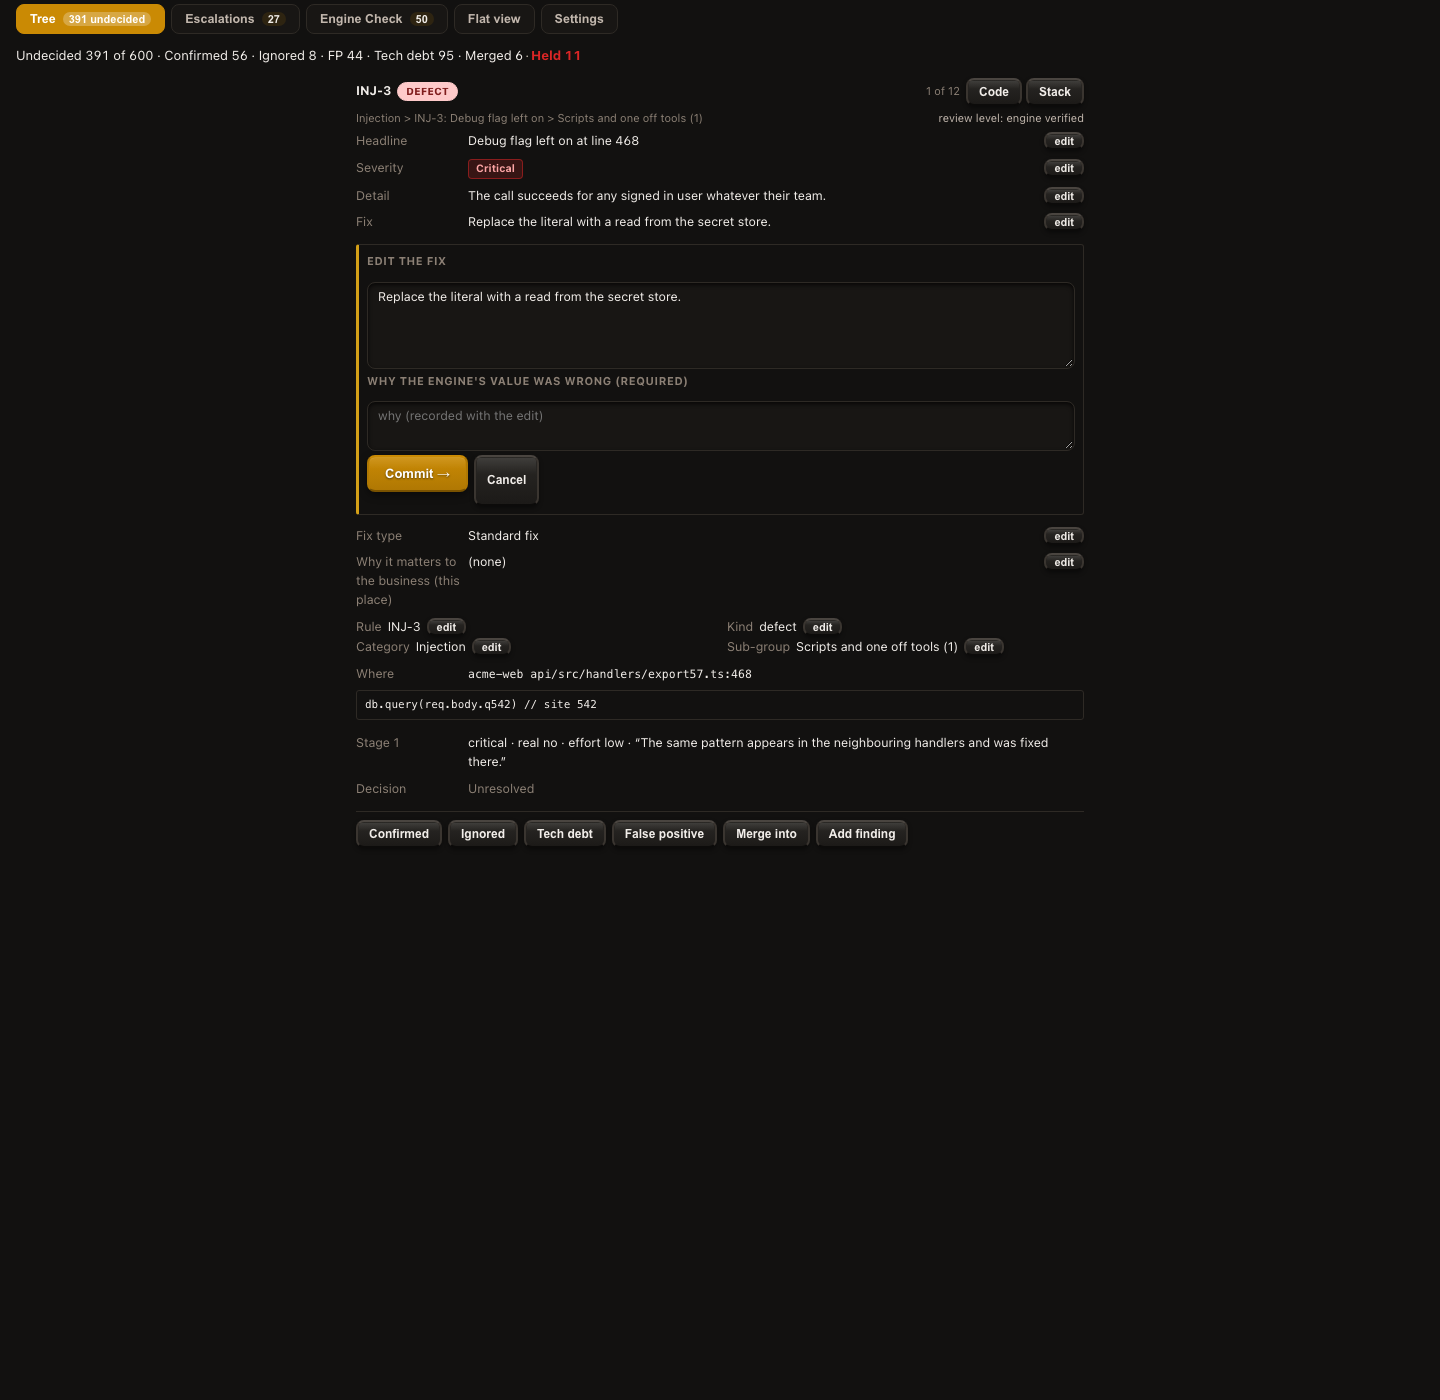 Tree 391 undecided Escalations 27 Engine Check 50 Flat view Settings
Undecided 391 of 600 · Confirmed 56 · Ignored 8 · FP 44 · Tech debt 95 · Merged 6 · Held 11
INJ-3 DEFECT 1 of 12 Code Stack
Injection > INJ-3: Debug flag left on > Scripts and one off tools (1) review level: engine verified
Headline Debug flag left on at line 468 edit
Severity Critical edit
Detail The call succeeds for any signed in user whatever their team. edit
Fix Replace the literal with a read from the secret store. edit
EDIT THE FIX
Replace the literal with a read from the secret store.
WHY THE ENGINE'S VALUE WAS WRONG (REQUIRED)
why (recorded with the edit)
Commit → Cancel
Fix type Standard fix edit
Why it matters to (none) edit
the business (this
place)
Rule INJ-3 edit Kind defect edit
Category Injection edit Sub-group Scripts and one off tools (1) edit
Where acme-web api/src/handlers/export57.ts:468
db.query(req.body.q542) // site 542
Stage 1 critical · real no · effort low · “The same pattern appears in the neighbouring handlers and was fixed
there.”
Decision Unresolved
Confirmed Ignored Tech debt False positive Merge into Add finding